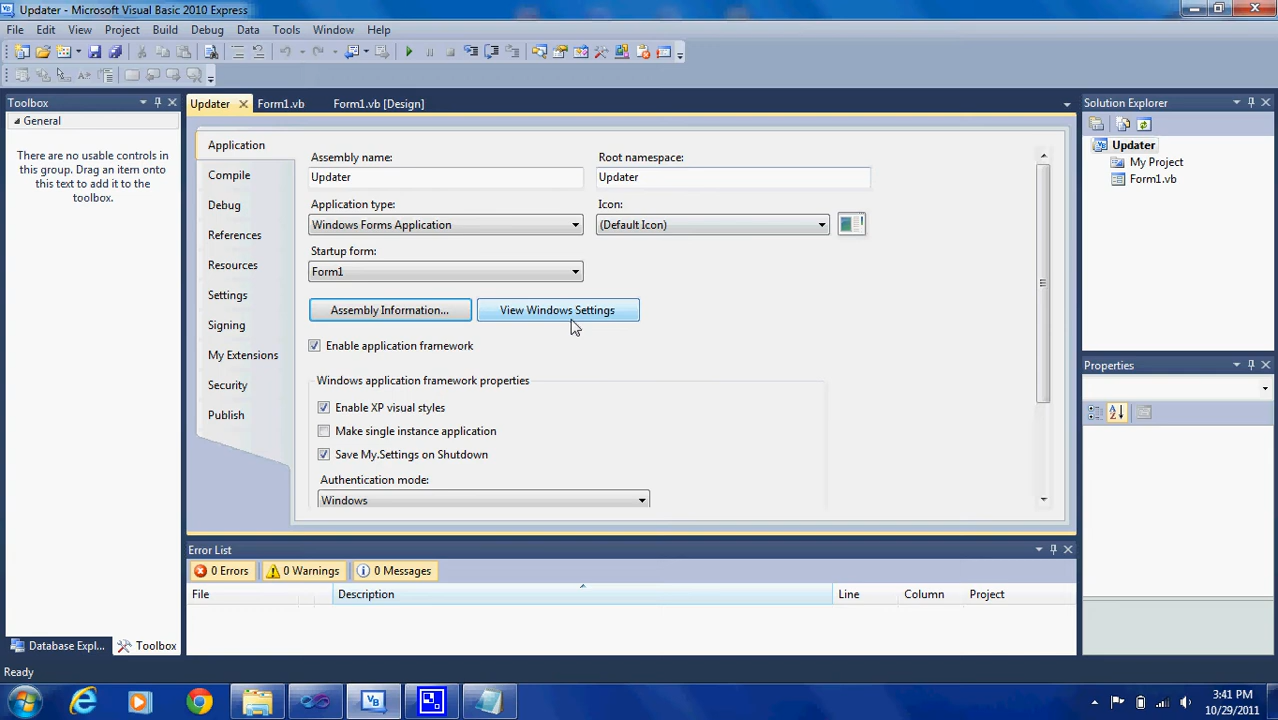 Updater - Microsoft Visual Basic 2010 Express
File Edit View Project Build Debug Data Tools Window Help
Toolbox
General
There are no usable controls in
this group. Drag an item onto
this text to add it to the
toolbox.
Database Expl...
Toolbox
Updater
Form1.vb
Form1.vb [Design]
Application
Compile
Debug
References
Resources
Settings
Signing
My Extensions
Security
Publish
Assembly name:
Root namespace:
Updater
Updater
Application type:
Icon:
Windows Forms Application
(Default Icon)
Startup form:
Form1
Assembly Information...
View Windows Settings
Enable application framework
Windows application framework properties
Enable XP visual styles
Make single instance application
Save My.Settings on Shutdown
Authentication mode:
Windows
Error List
0 Errors
0 Warnings
0 Messages
File Description Line Column Project
Solution Explorer
Updater
My Project
Form1.vb
Properties
Ready
3:41 PM
10/29/2011